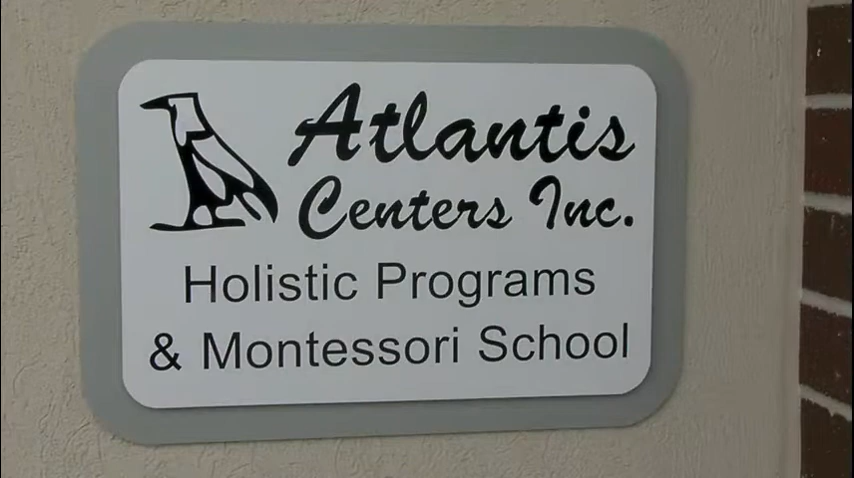 Atlantis
Centers Inc.
Holistic Programs
& Montessori School